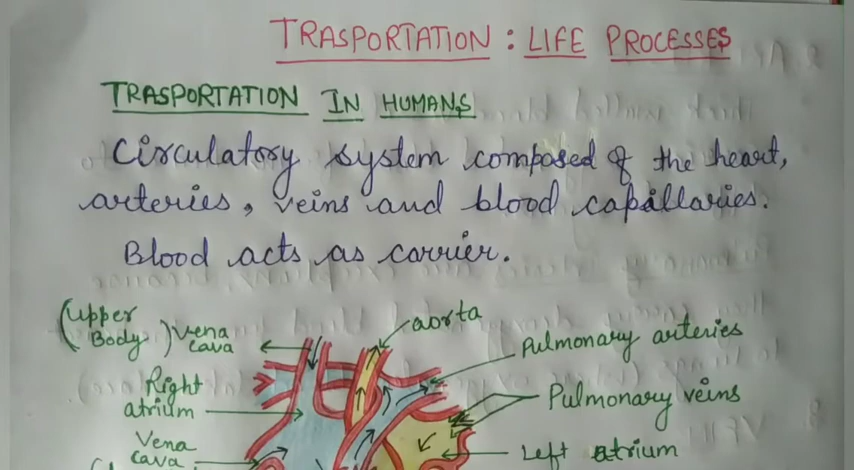 TRASPORTATION : LIFE PROCESSES
TRASPORTATION IN HUMANS
Circulatory system composed of the heart,
arteries, veins and blood capillaries.
Blood acts as carrier.
(Upper Body) Vena cava
aorta
Pulmonary arteries
Right atrium
Pulmonary veins
Vena cava
Left atrium